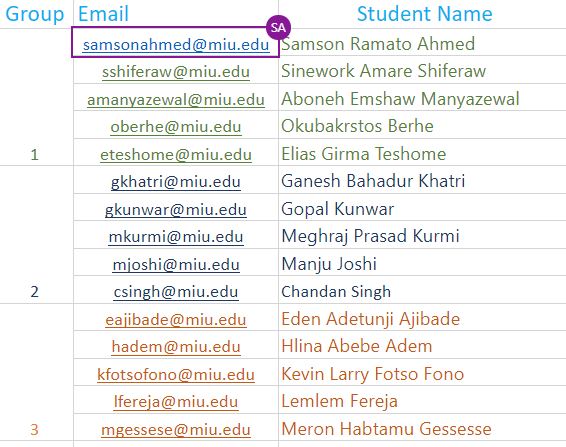 Group Email Student Name
SA
samsonahmed@miu.edu Samson Ramato Ahmed
sshiferaw@miu.edu Sinework Amare Shiferaw
amanyazewal@miu.edu Aboneh Emshaw Manyazewal
oberhe@miu.edu Okubakrstos Berhe
1 eteshome@miu.edu Elias Girma Teshome
gkhatri@miu.edu Ganesh Bahadur Khatri
gkunwar@miu.edu Gopal Kunwar
mkurmi@miu.edu Meghraj Prasad Kurmi
mjoshi@miu.edu Manju Joshi
2 csingh@miu.edu Chandan Singh
eajibade@miu.edu Eden Adetunji Ajibade
hadem@miu.edu Hlina Abebe Adem
kfotsofono@miu.edu Kevin Larry Fotso Fono
lfereja@miu.edu Lemlem Fereja
3 mgessese@miu.edu Meron Habtamu Gessesse